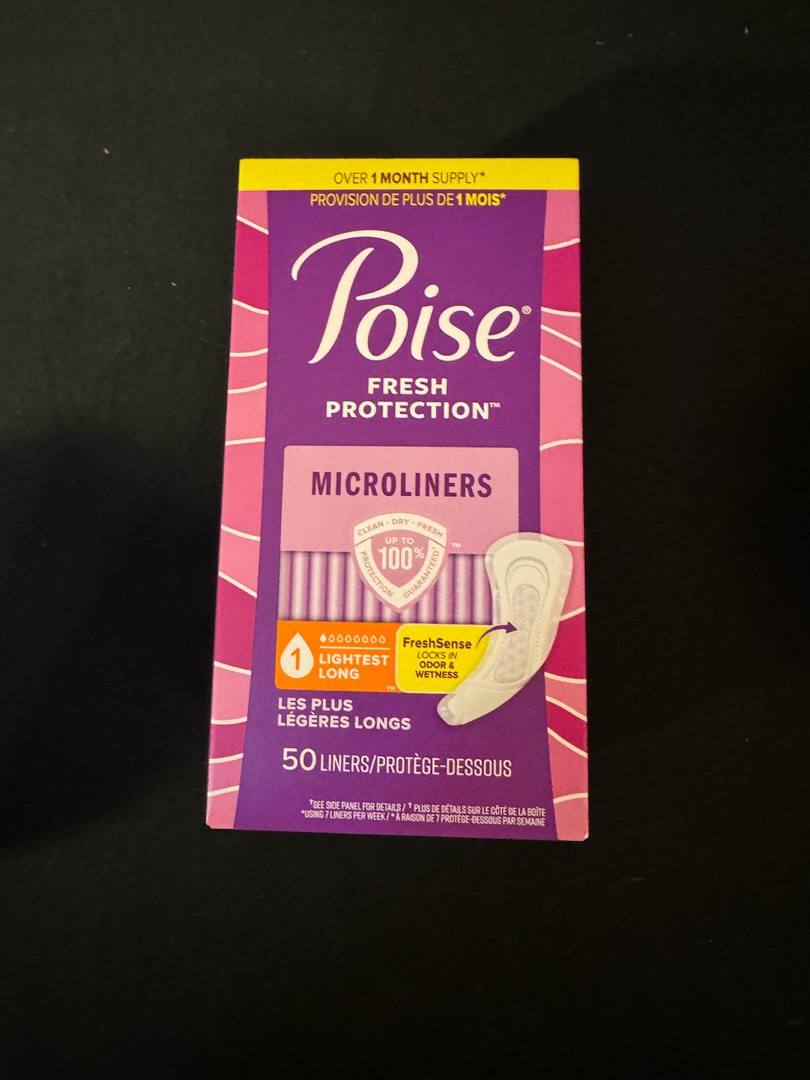 OVER 1 MONTH SUPPLY*
PROVISION DE PLUS DE 1 MOIS*
Poise®
FRESH
PROTECTION™
MICROLINERS
CLEAN • DRY • FRESH
UP TO
100%
PROTECTION GUARANTEED†
™
1
LIGHTEST
LONG
™
FreshSense
LOCKS IN
ODOR &
WETNESS
LES PLUS
LÉGÈRES LONGS
50 LINERS/PROTÈGE-DESSOUS
†SEE SIDE PANEL FOR DETAILS / † PLUS DE DÉTAILS SUR LE CÔTÉ DE LA BOÎTE
*USING 7 LINERS PER WEEK / * À RAISON DE 7 PROTÈGE-DESSOUS PAR SEMAINE